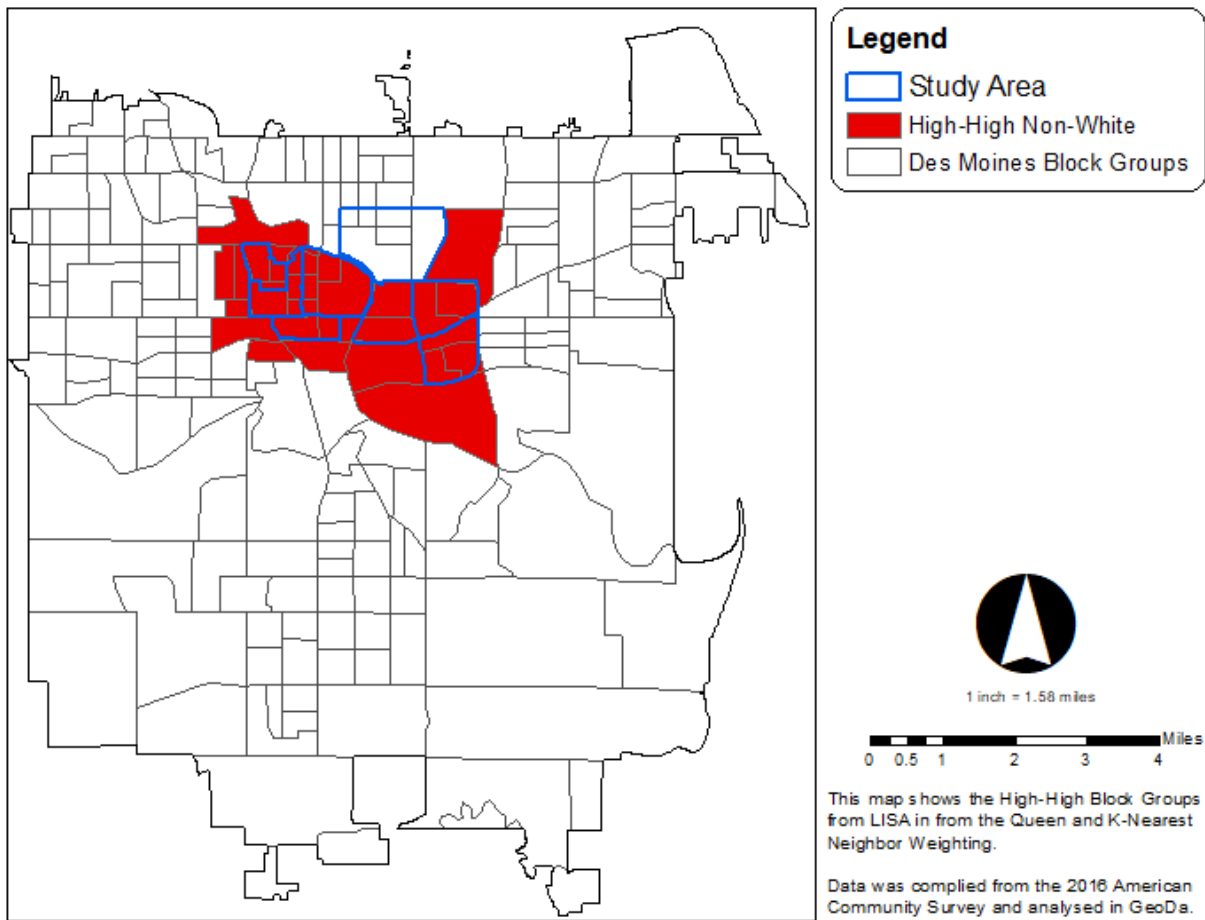 Legend
Study Area
High-High Non-White
Des Moines Block Groups
1 inch = 1.58 miles
Miles
0 0.5 1 2 3 4
This map shows the High-High Block Groups
from LISA in from the Queen and K-Nearest
Neighbor Weighting.
Data was complied from the 2016 American
Community Survey and analysed in GeoDa.